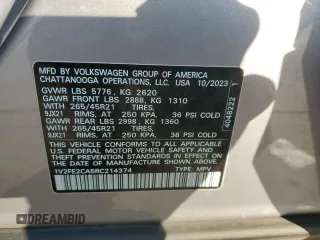 MFD BY VOLKSWAGEN GROUP OF AMERICA
CHATTANOOGA OPERATIONS, LLC. USA 10/2023
GVWR LBS 5776, KG 2620
GAWR FRONT LBS 2888, KG 1310
WITH 265/45R21 TIRES,
9JX21 RIMS, AT 250 KPA, 36 PSI COLD
GAWR REAR LBS 2998, KG 1360
WITH 265/45R21 TIRES,
9JX21 RIMS, AT 250 KPA, 36 PSI COLD
THIS VEHICLE CONFORMS TO ALL APPLICABLE
U.S. FEDERAL MOTOR VEHICLE SAFETY
AND THEFT PREVENTION STANDARDS IN EFFECT
ON THE DATE OF MANUFACTURE SHOWN ABOVE
1V2FE2CA6RC214374 TYPE: MPV
4048222
1